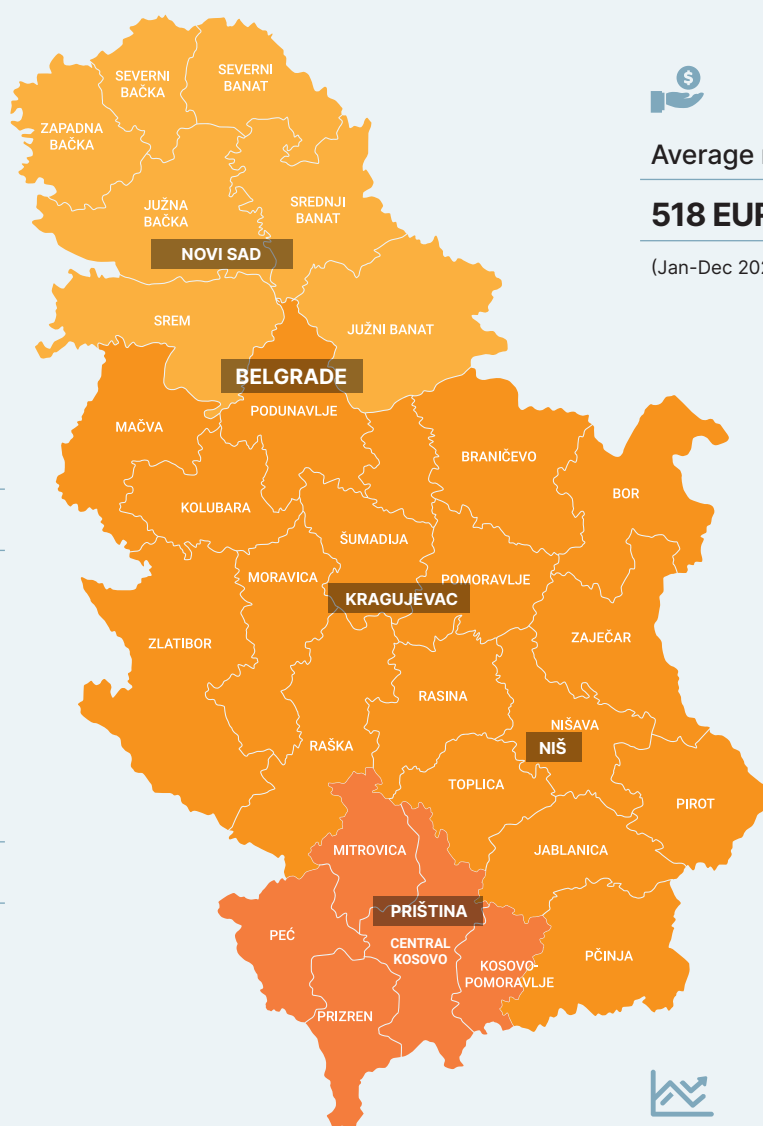 SEVERNI
BAČKA
SEVERNI
BANAT
ZAPADNA
BAČKA
Average
518 EUR
(Jan-Dec
JUŽNA
BAČKA
SREDNJI
BANAT
NOVI SAD
SREM
JUŽNI BANAT
BELGRADE
PODUNAVLJE
MAČVA
BRANIČEVO
BOR
KOLUBARA
ŠUMADIJA
MORAVICA
POMORAVLJE
KRAGUJEVAC
ZLATIBOR
ZAJEČAR
RASINA
NIŠAVA
RAŠKA
NIŠ
TOPLICA
PIROT
MITROVICA
JABLANICA
PRIŠTINA
PEĆ
CENTRAL
KOSOVO
KOSOVO-
POMORAVLJE
PČINJA
PRIZREN